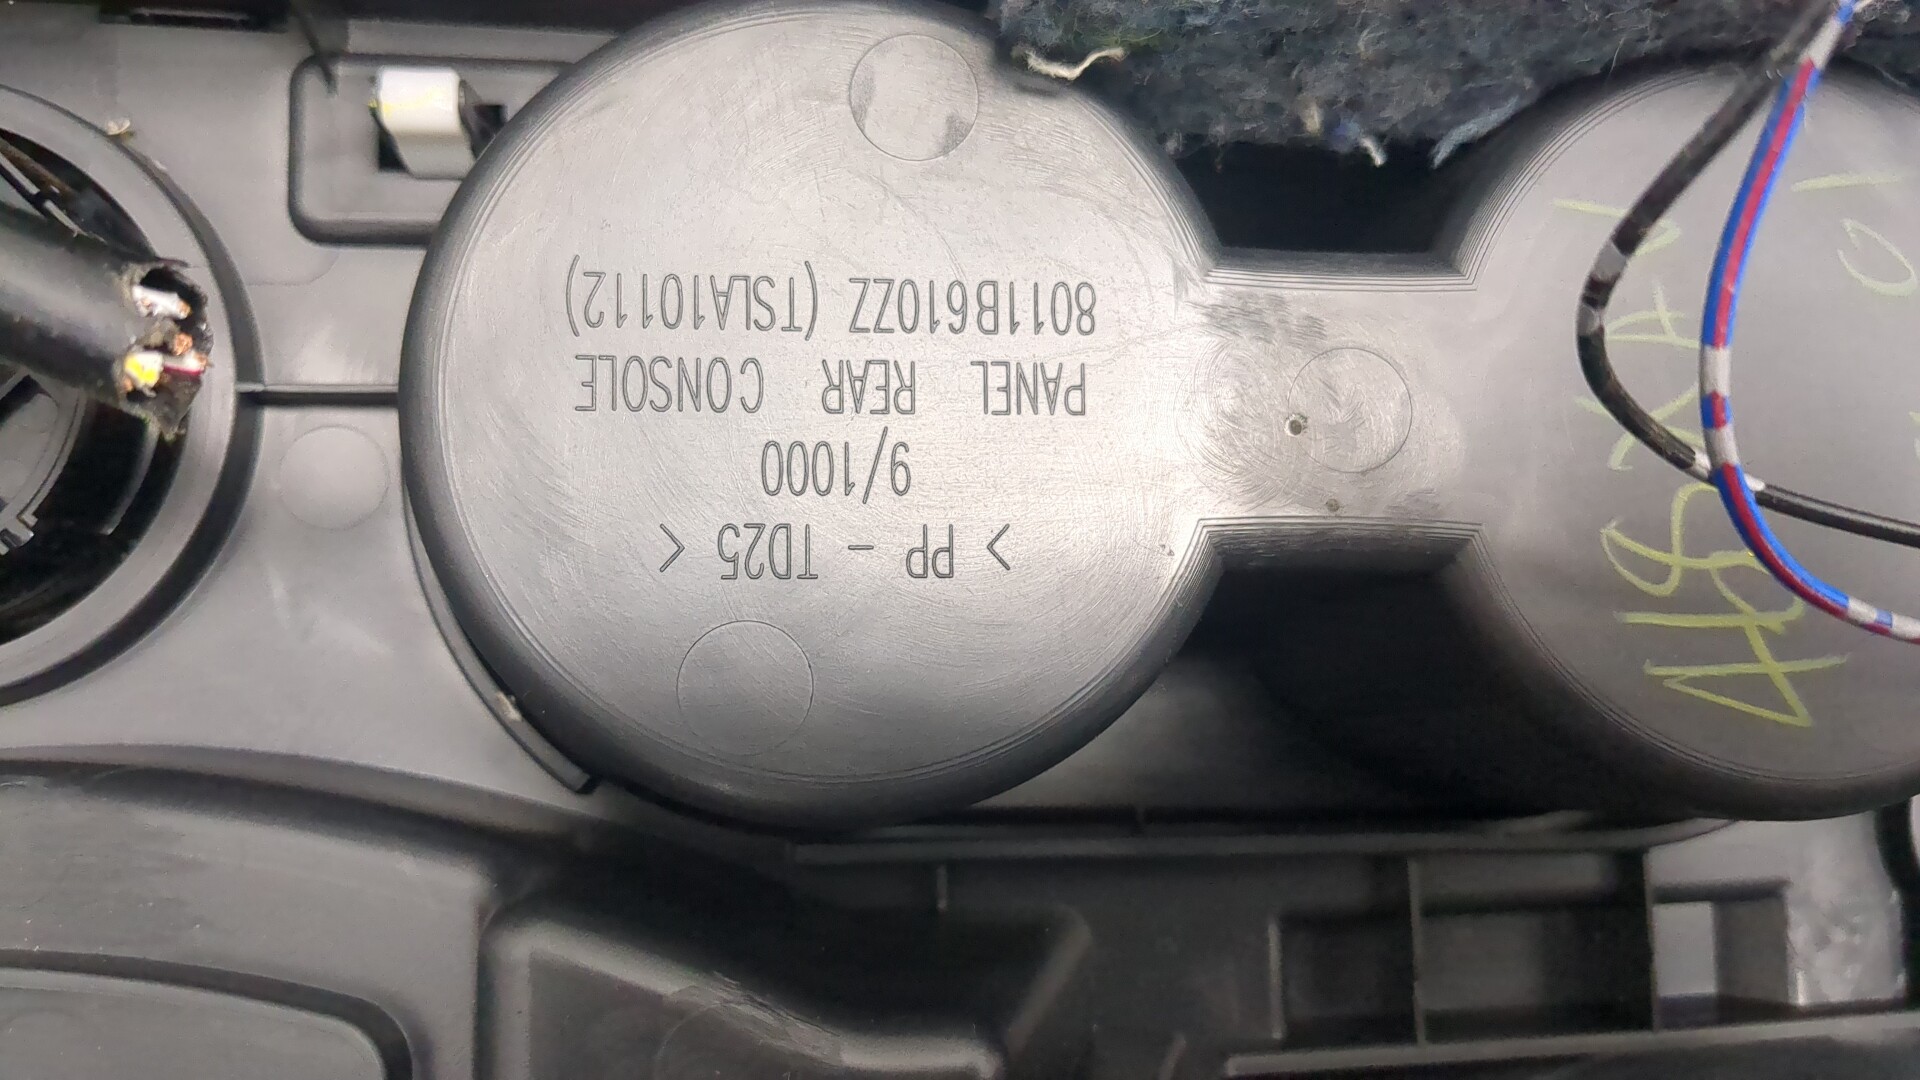 > PP - TD25 <
9/1000
PANEL REAR CONSOLE
8011B610ZZ (TSLA10112)